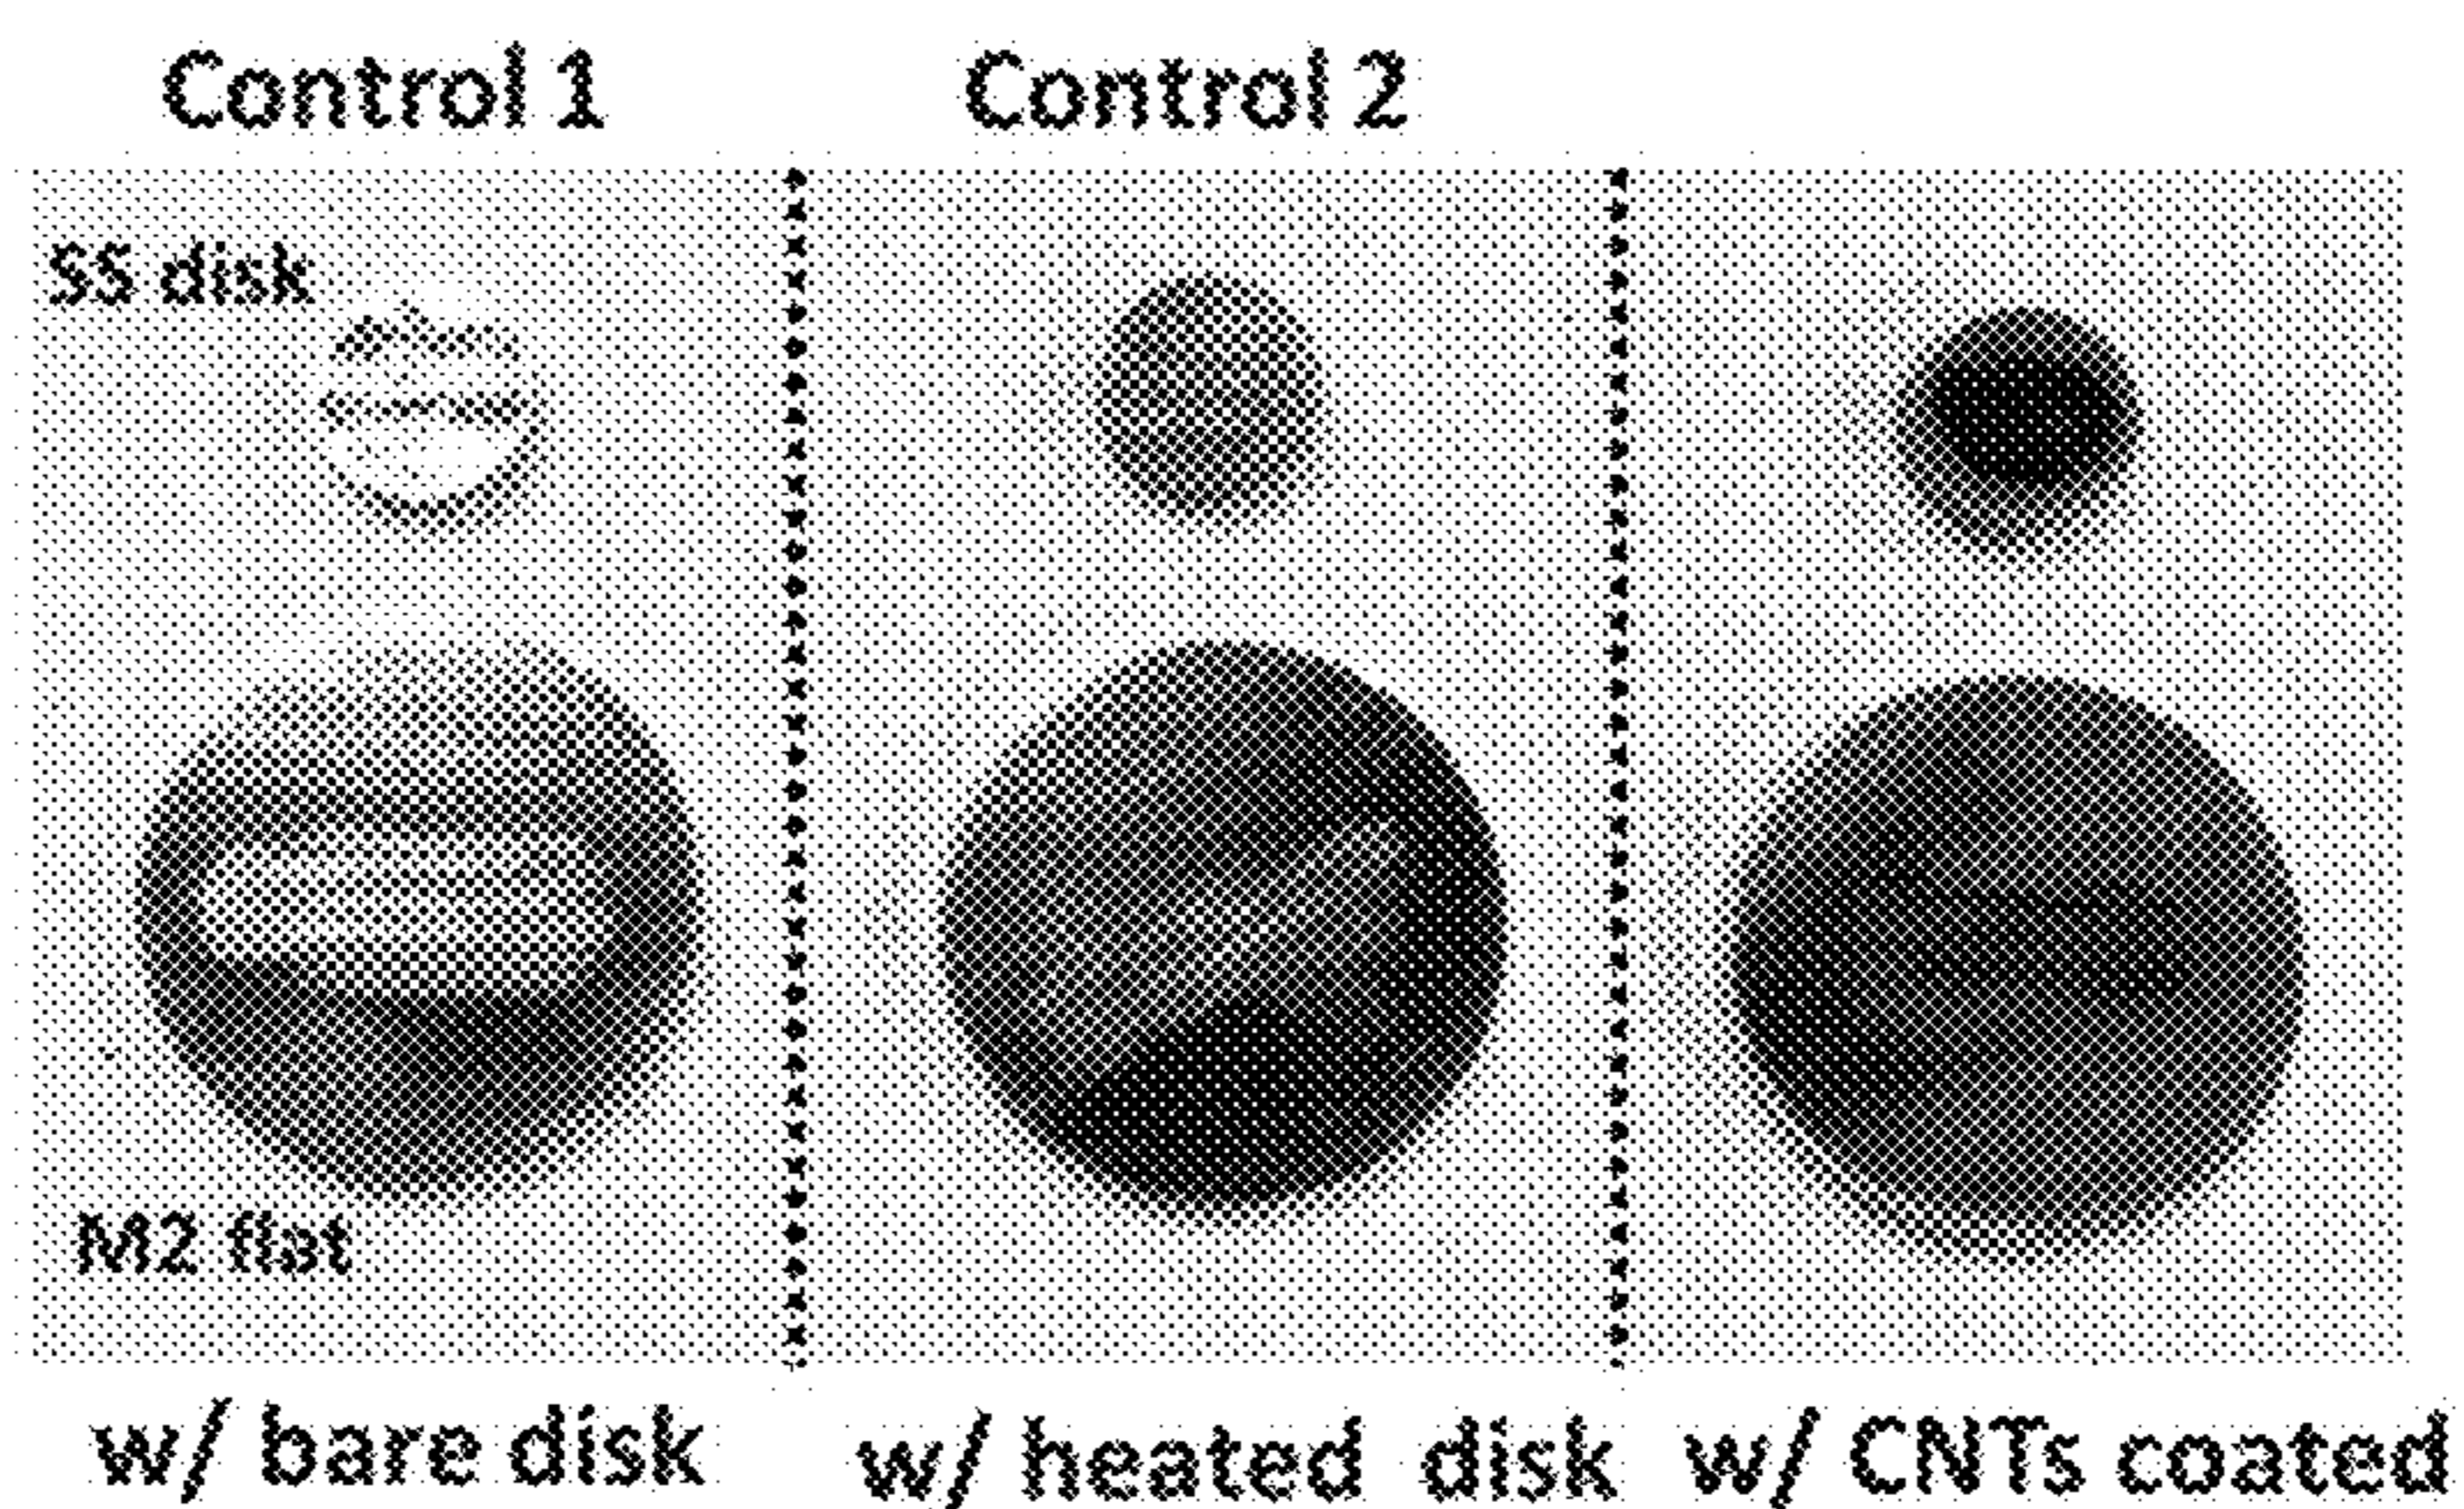 Control 1
Control 2
SS disk
M2 flat
w/ bare disk
w/ heated disk
w/ CNTs coated